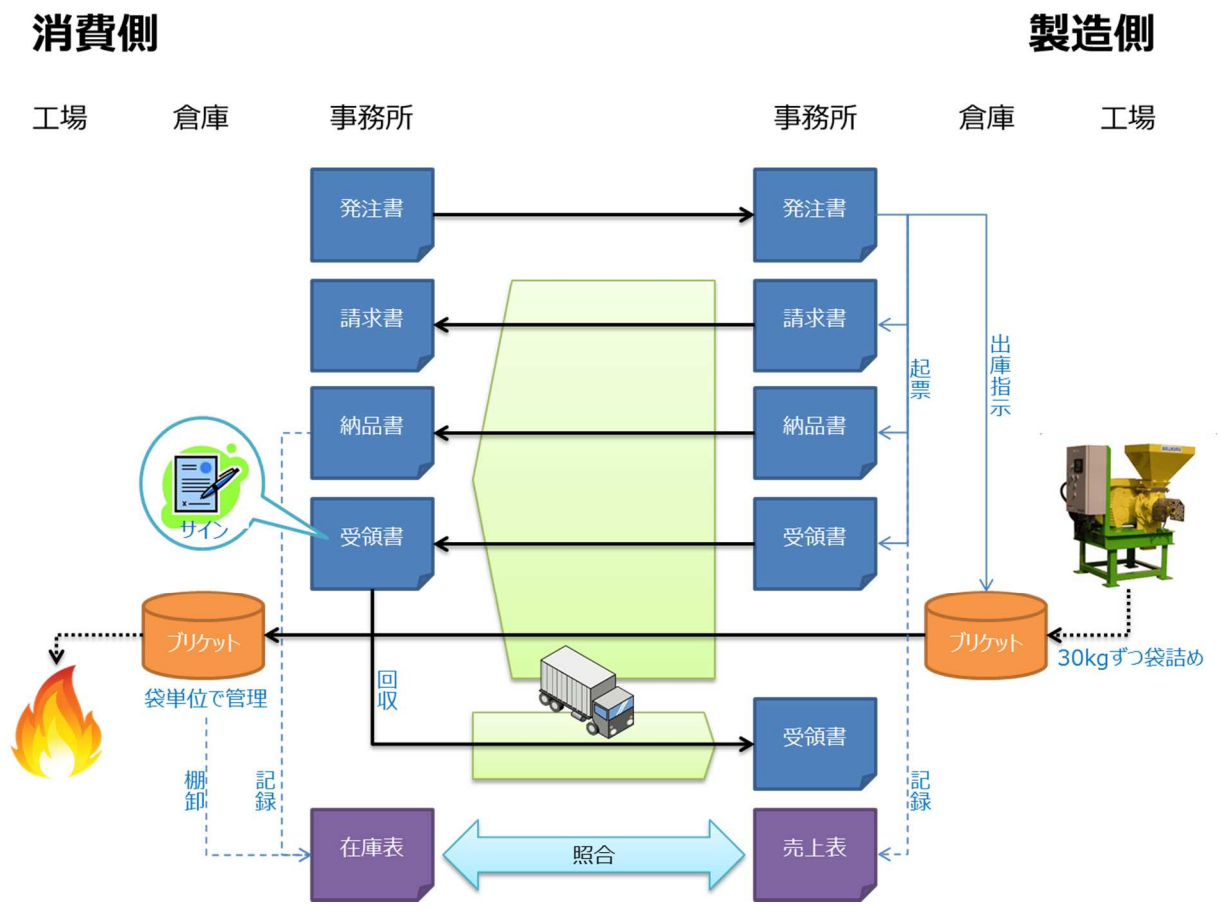 消費側
製造側
工場
倉庫
事務所
事務所
倉庫
工場
発注書
発注書
請求書
請求書
起票
出庫指示
納品書
納品書
サイン
受領書
受領書
ブリケット
ブリケット
30kgずつ袋詰め
袋単位で管理
回収
受領書
棚卸
記録
記録
在庫表
照合
売上表